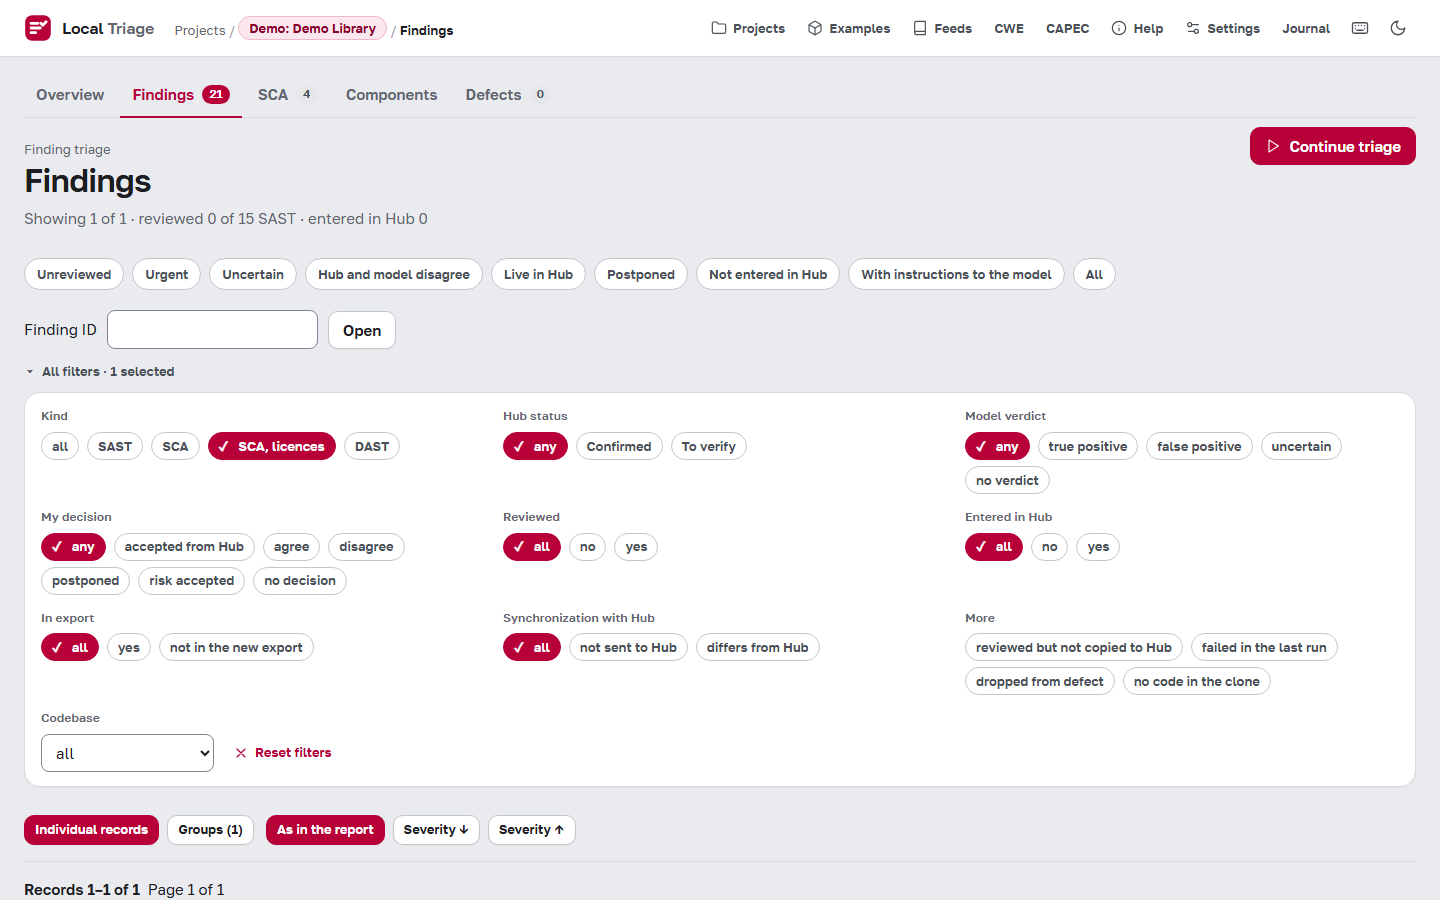 Local Triage Projects / Demo: Demo Library / Findings Projects Examples Feeds CWE CAPEC Help Settings Journal
Overview Findings 21 SCA 4 Components Defects 0
Finding triage
Continue triage
Findings
Showing 1 of 1 · reviewed 0 of 15 SAST · entered in Hub 0
Unreviewed Urgent Uncertain Hub and model disagree Live in Hub Postponed Not entered in Hub With instructions to the model All
Finding ID Open
All filters · 1 selected
Kind Hub status Model verdict
all SAST SCA ✓ SCA, licences DAST ✓ any Confirmed To verify ✓ any true positive false positive uncertain
no verdict
My decision Reviewed Entered in Hub
✓ any accepted from Hub agree disagree ✓ all no yes ✓ all no yes
postponed risk accepted no decision
In export Synchronization with Hub More
✓ all yes not in the new export ✓ all not sent to Hub differs from Hub reviewed but not copied to Hub failed in the last run
dropped from defect no code in the clone
Codebase
all Reset filters
Individual records Groups (1) As in the report Severity ↓ Severity ↑
Records 1–1 of 1 Page 1 of 1